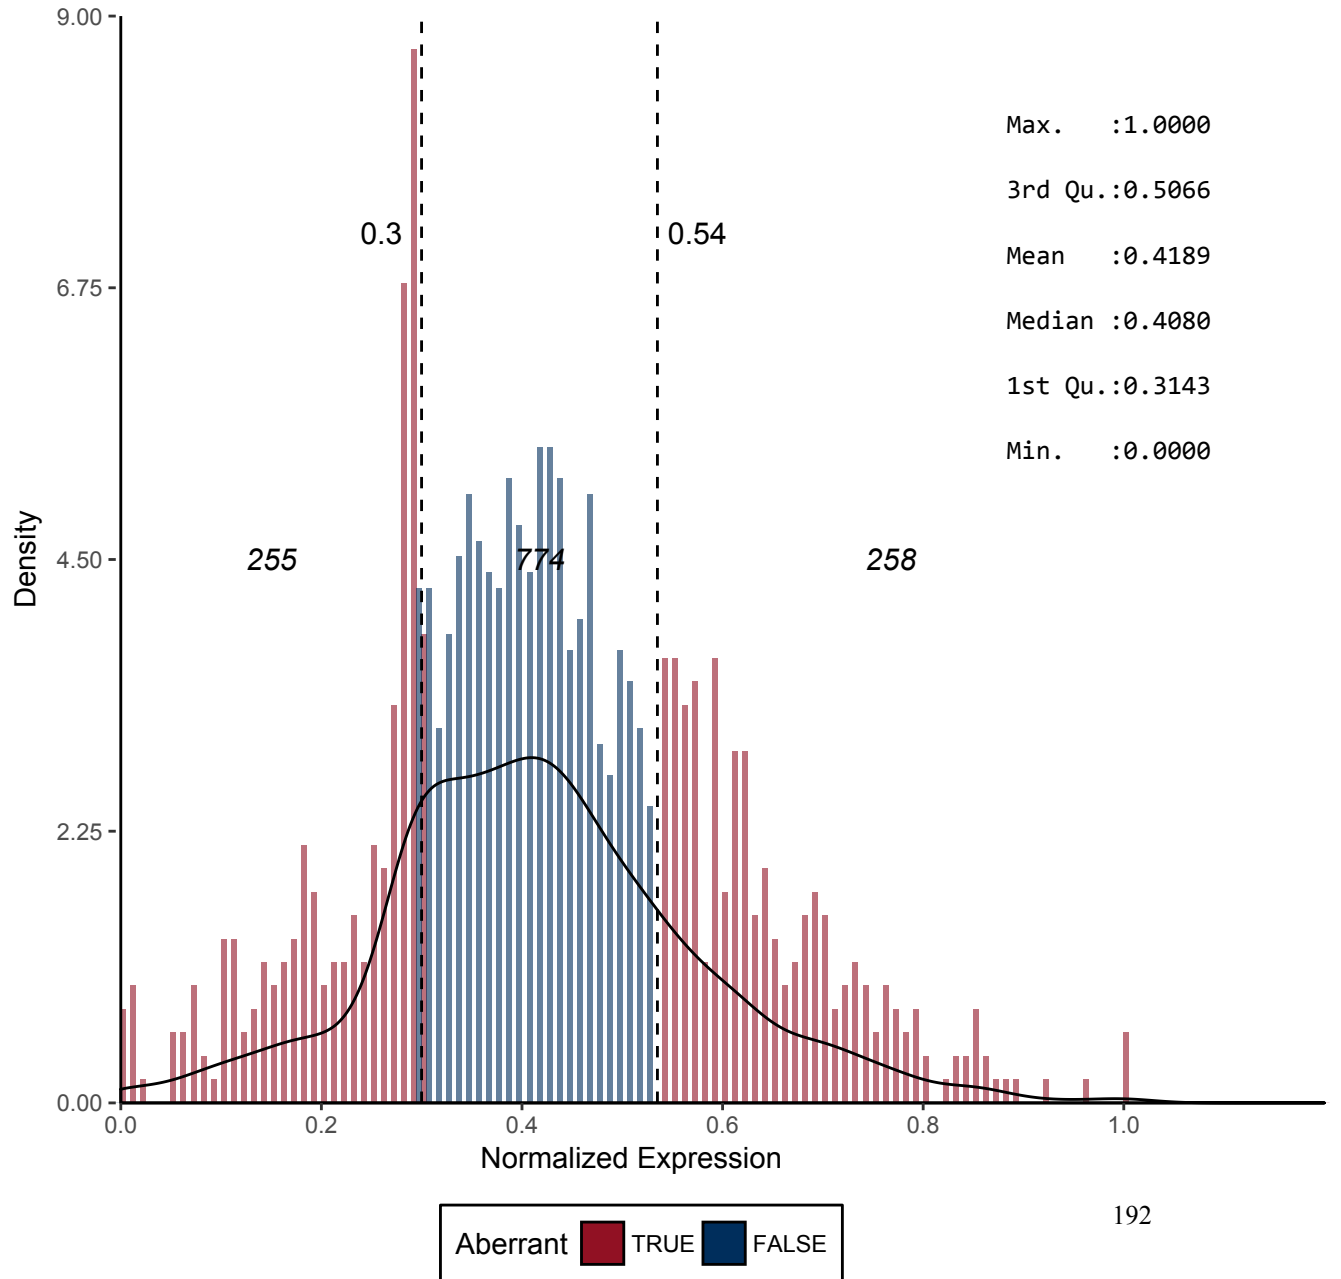 9.00
Max. :1.0000
3rd Qu.:0.5066
0.3
0.54
Mean :0.4189
6.75
Median :0.4080
1st Qu.:0.3143
Min. :0.0000
Density
4.50
255
774
258
2.25
0.00
0.0 0.2 0.4 0.6 0.8 1.0
Normalized Expression
192
Aberrant TRUE FALSE